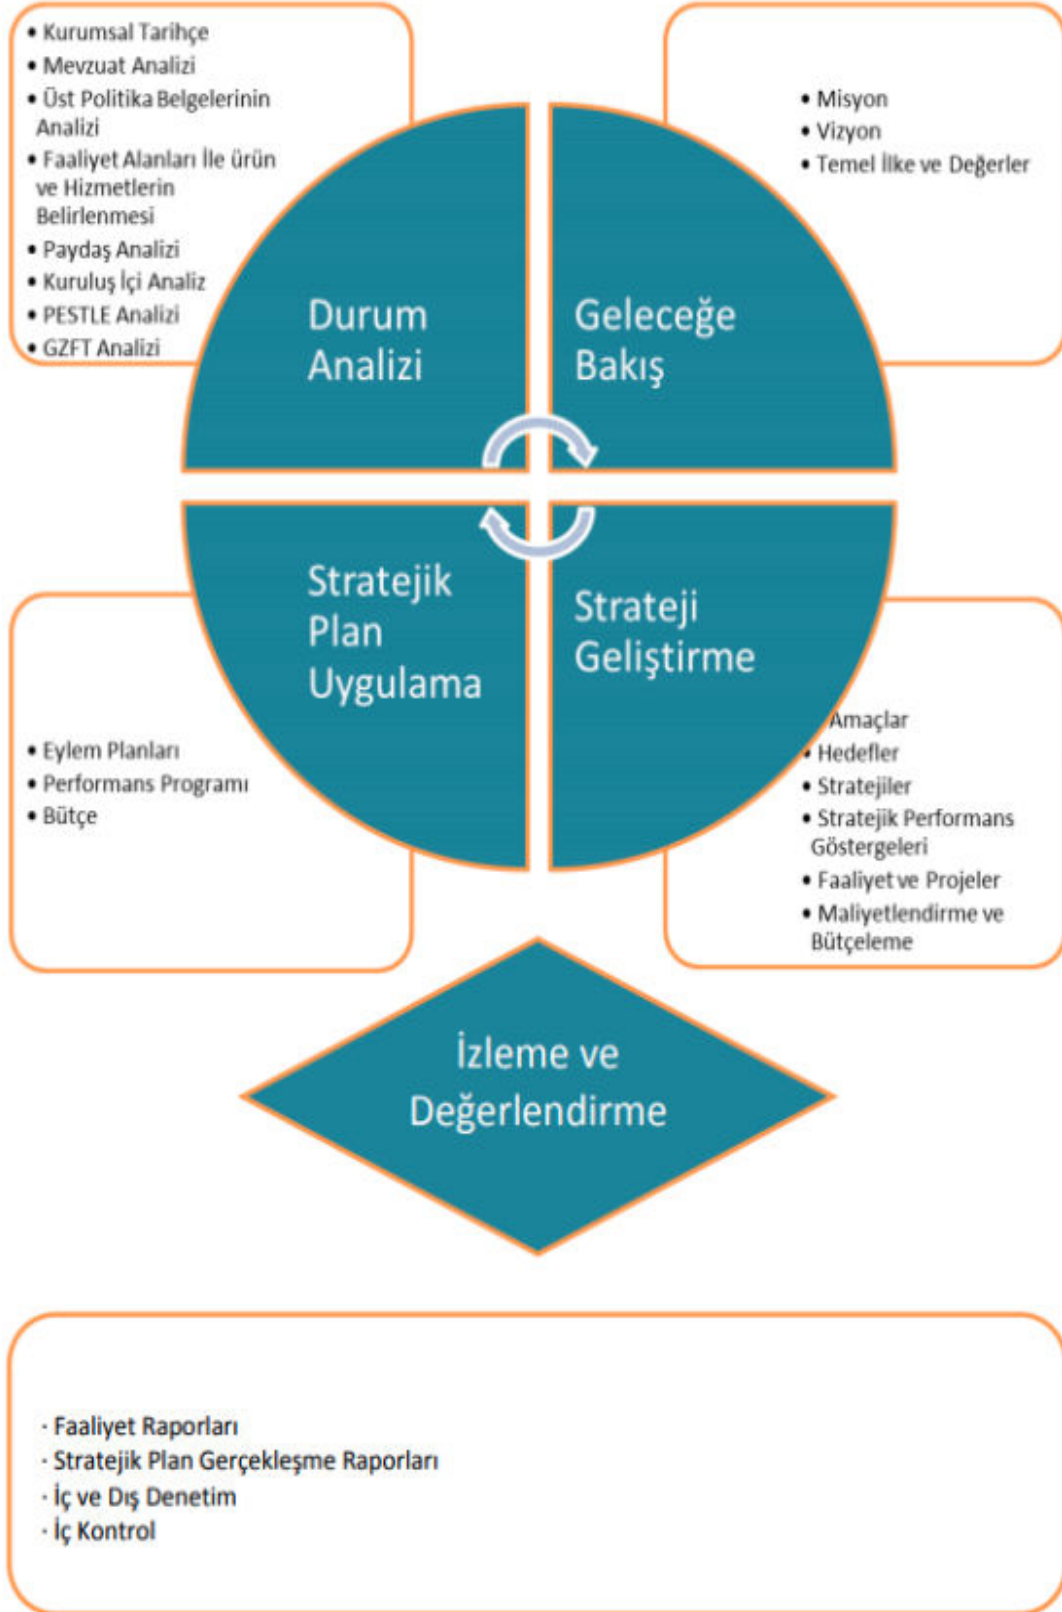 • Kurumsal Tarihçe
• Mevzuat Analizi
• Üst Politika Belgelerinin
Analizi
• Faaliyet Alanları İle ürün
ve Hizmetlerin
Belirlenmesi
• Paydaş Analizi
• Kuruluş İçi Analiz
• PESTLE Analizi
• GZFT Analizi
• Misyon
• Vizyon
• Temel İlke ve Değerler
Durum
Analizi
Geleceğe
Bakış
Stratejik
Plan
Uygulama
Strateji
Geliştirme
• Eylem Planları
• Performans Programı
• Bütçe
Amaçlar
• Hedefler
• Stratejiler
• Stratejik Performans
Göstergeleri
• Faaliyet ve Projeler
• Maliyetlendirme ve
Bütçeleme
İzleme ve
Değerlendirme
· Faaliyet Raporları
· Stratejik Plan Gerçekleşme Raporları
· İç ve Dış Denetim
· İç Kontrol